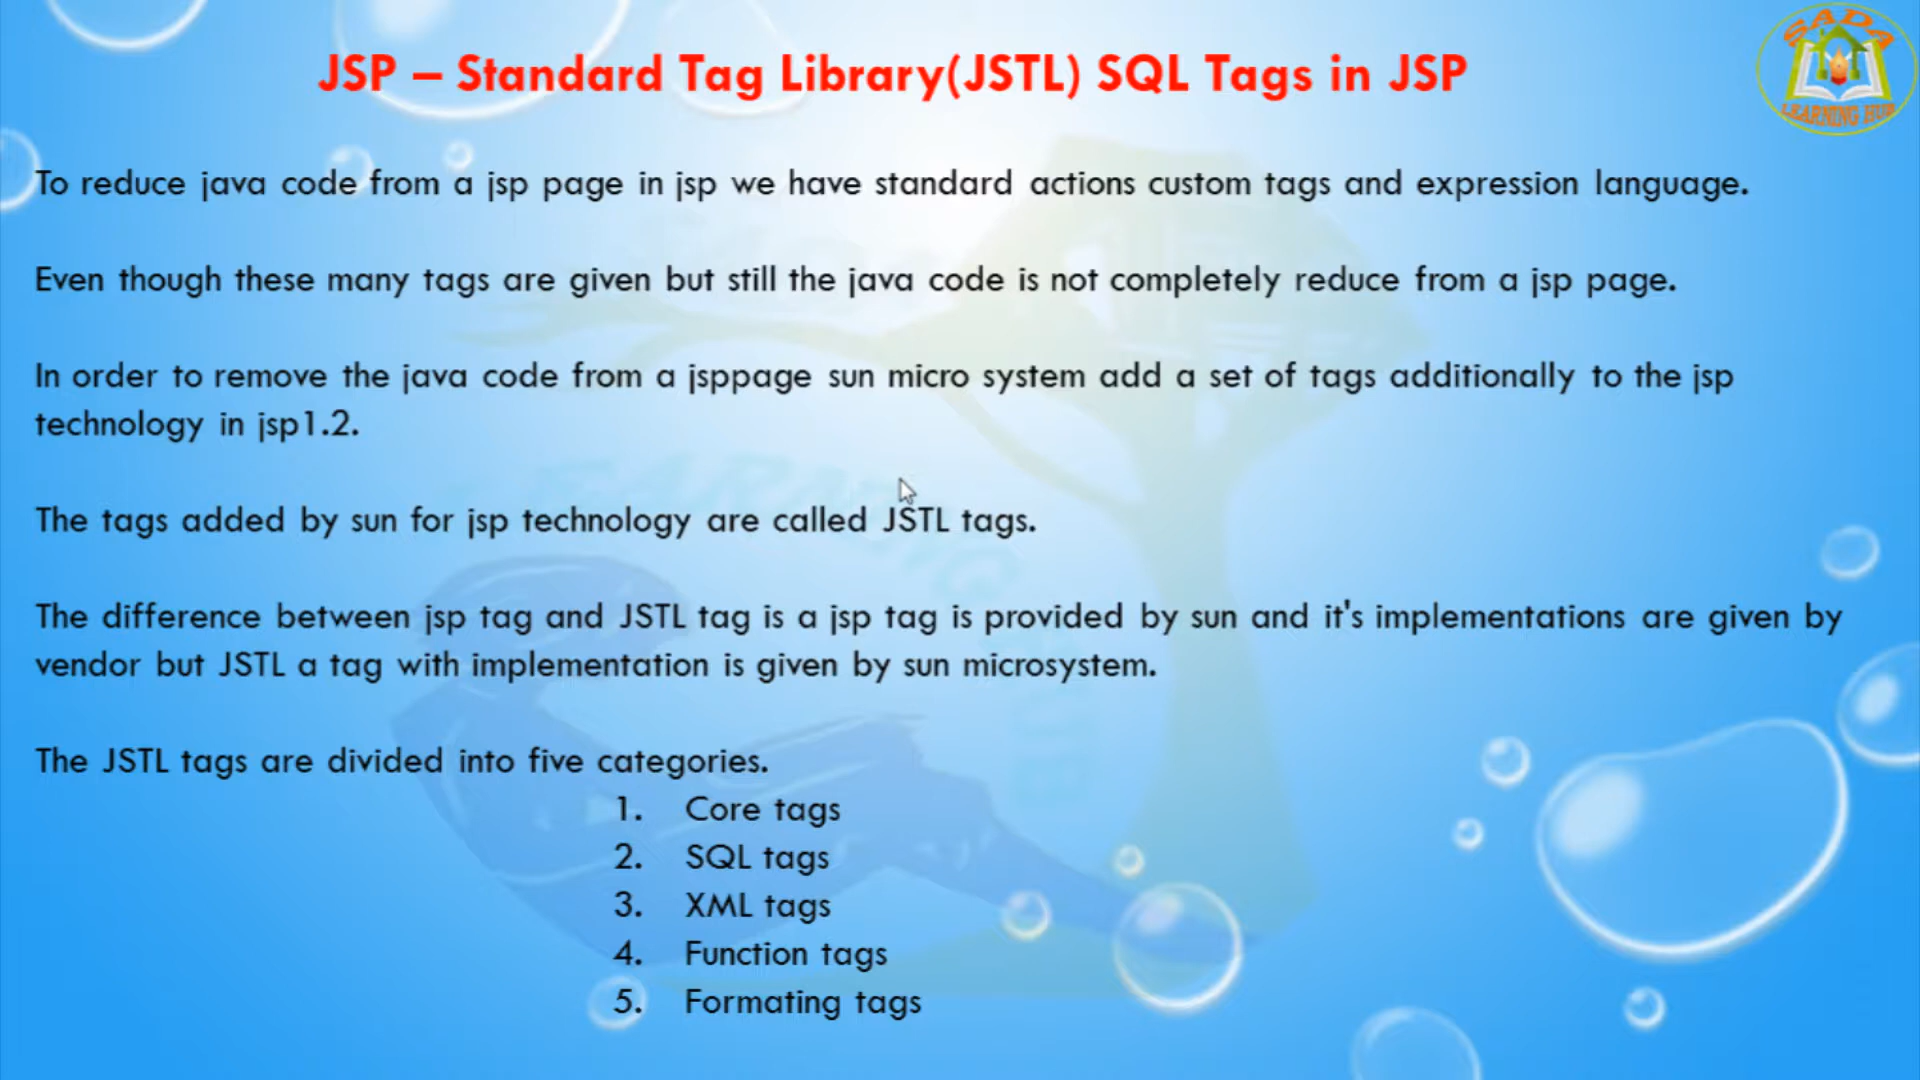 JSP – Standard Tag Library(JSTL) SQL Tags in JSP
SADA
LEARNING HUB
To reduce java code from a jsp page in jsp we have standard actions custom tags and expression language.
Even though these many tags are given but still the java code is not completely reduce from a jsp page.
In order to remove the java code from a jsppage sun micro system add a set of tags additionally to the jsp
technology in jsp1.2.
The tags added by sun for jsp technology are called JSTL tags.
The difference between jsp tag and JSTL tag is a jsp tag is provided by sun and it's implementations are given by
vendor but JSTL a tag with implementation is given by sun microsystem.
The JSTL tags are divided into five categories.
1. Core tags
2. SQL tags
3. XML tags
4. Function tags
5. Formating tags